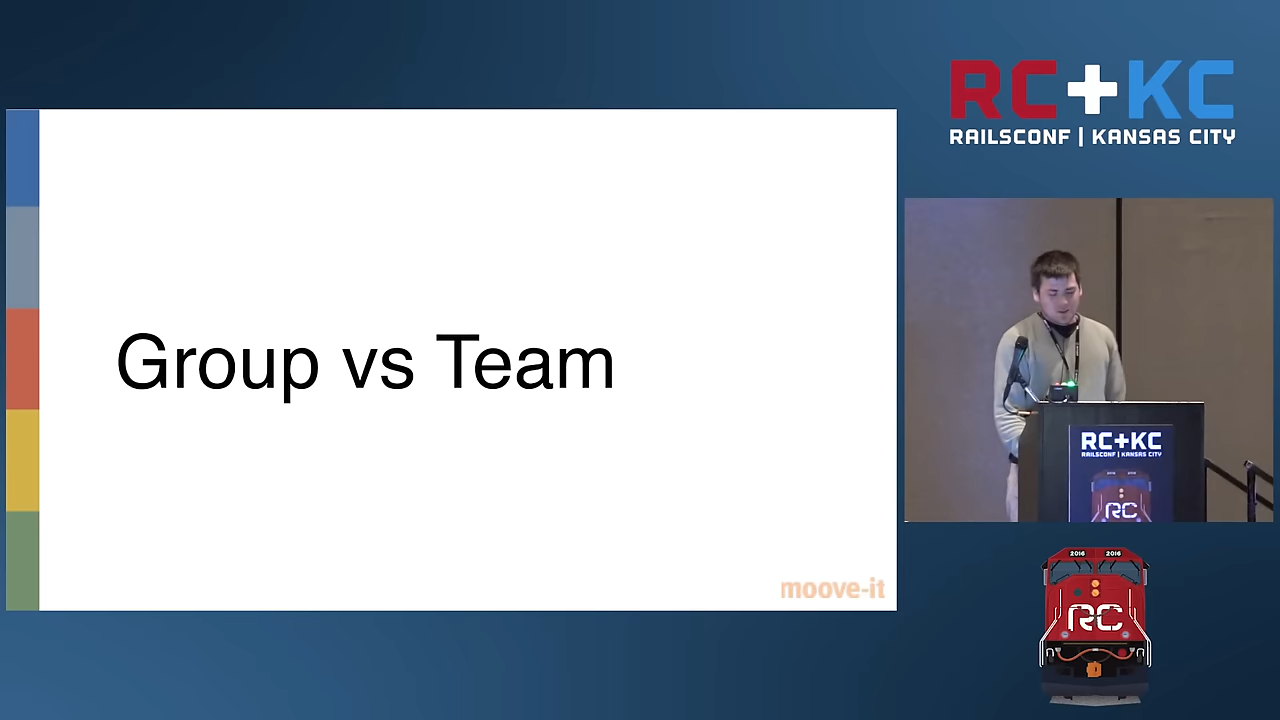 RC+KC
RAILSCONF | KANSAS CITY
Group vs Team
moove-it
RC+KC
RAILSCONF | KANSAS CITY
RC
2016 2016
RC